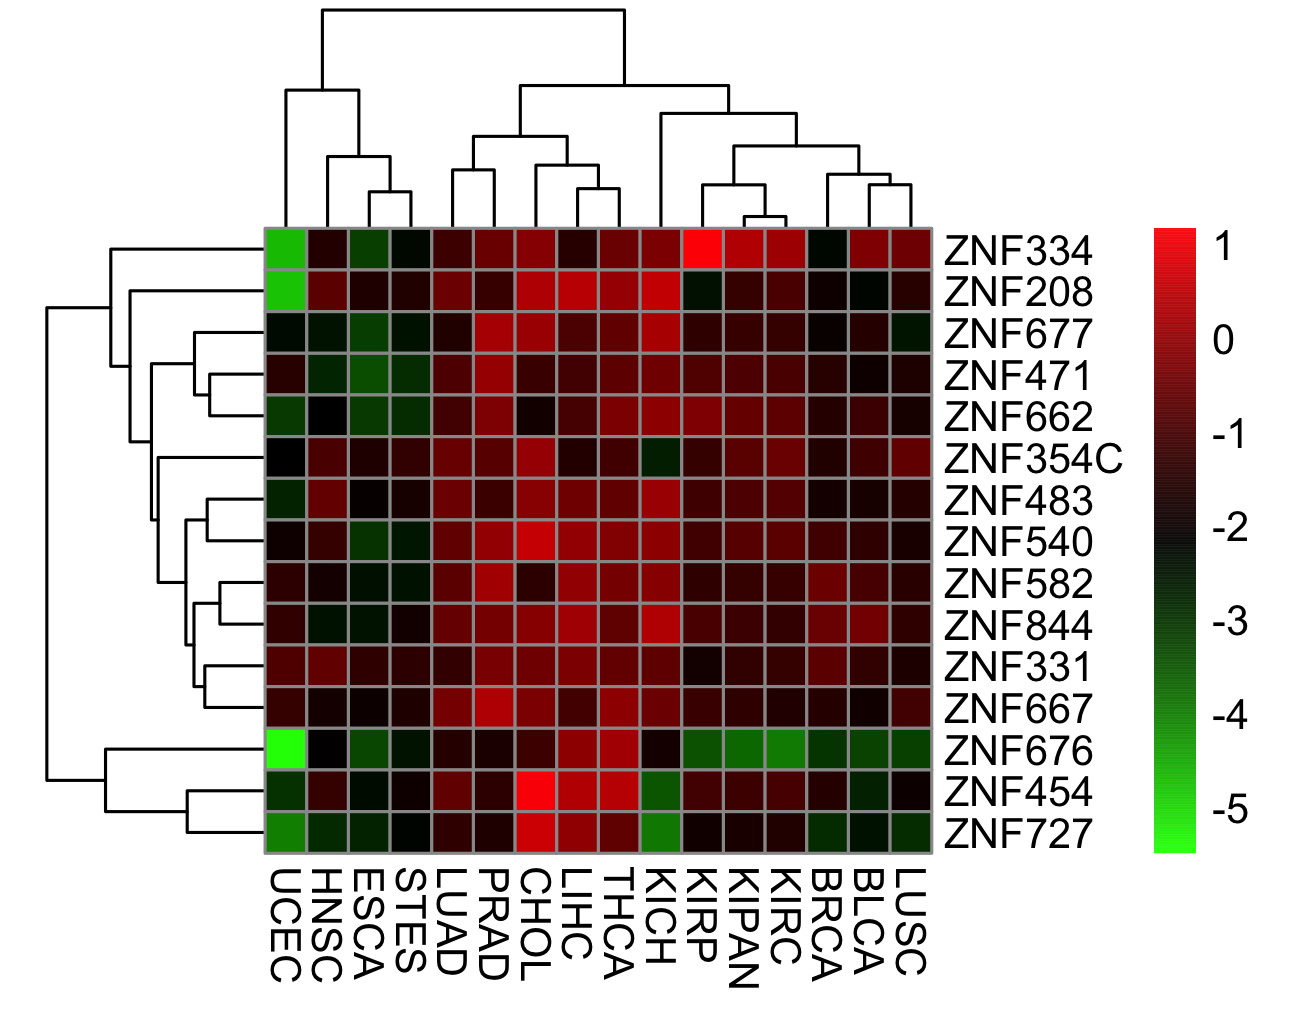 ZNF334
ZNF208
ZNF677
ZNF471
ZNF662
ZNF354C
ZNF483
ZNF540
ZNF582
ZNF844
ZNF331
ZNF667
ZNF676
ZNF454
ZNF727
1
0
-1
-2
-3
-4
-5
UCEC
HNSC
ESCA
STES
LUAD
PRAD
CHOL
LIHC
THCA
KICH
KIRP
KIPAN
KIRC
BRCA
BLCA
LUSC